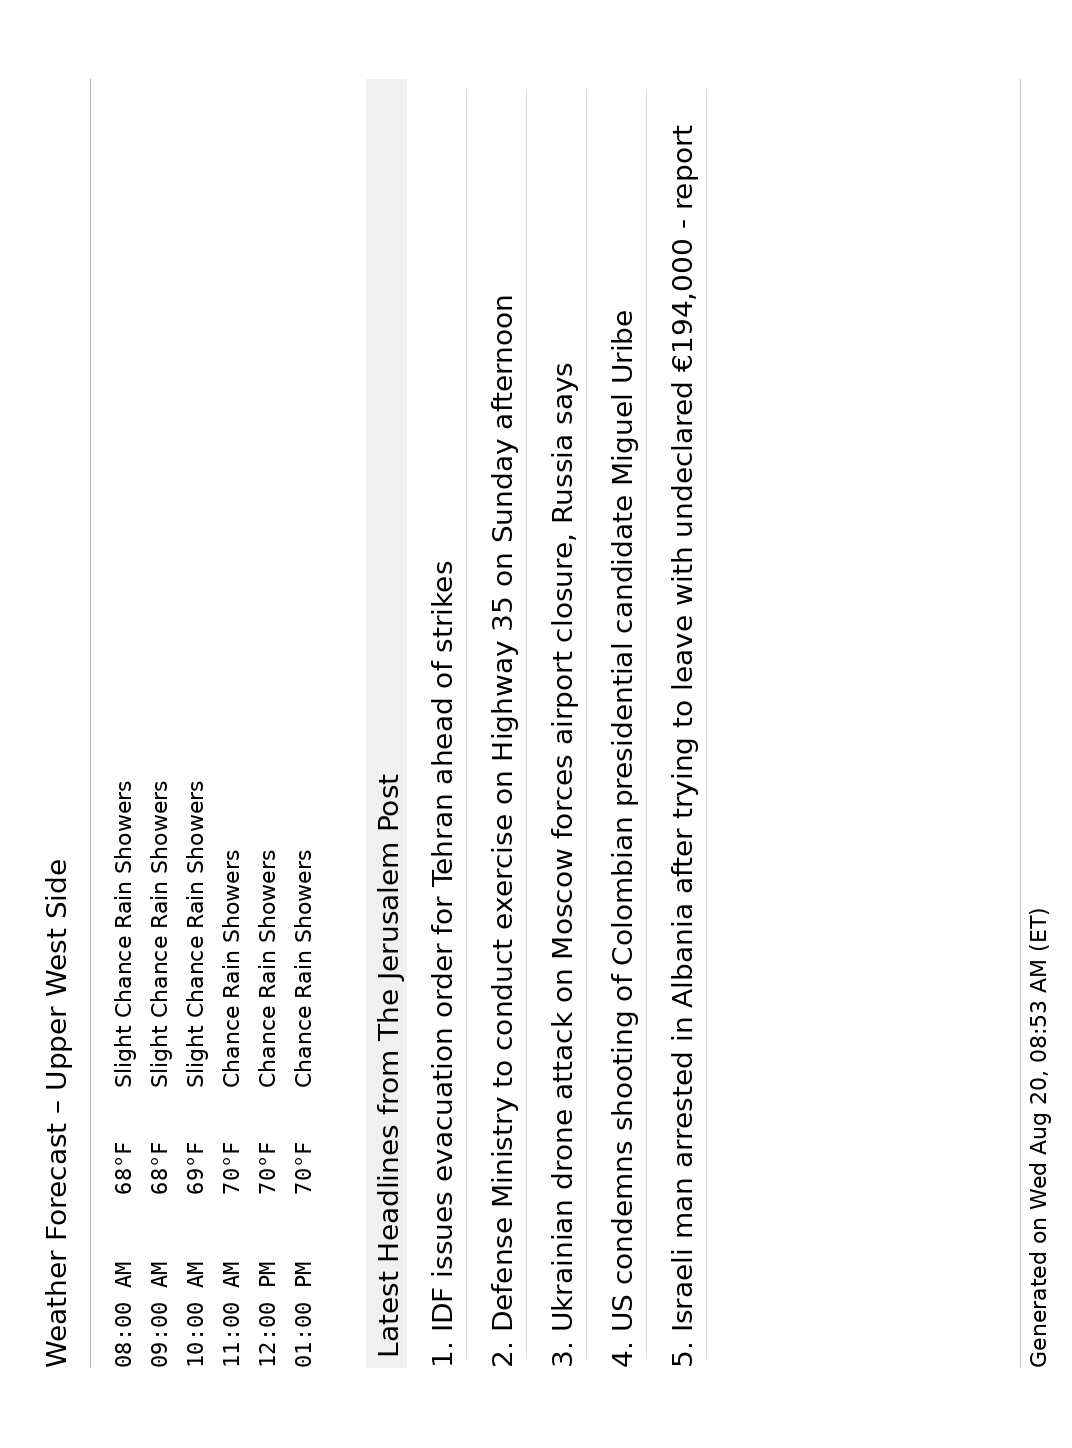 Weather Forecast – Upper West Side
08:00 AM 68°F Slight Chance Rain Showers
09:00 AM 68°F Slight Chance Rain Showers
10:00 AM 69°F Slight Chance Rain Showers
11:00 AM 70°F Chance Rain Showers
12:00 PM 70°F Chance Rain Showers
01:00 PM 70°F Chance Rain Showers
Latest Headlines from The Jerusalem Post
1. IDF issues evacuation order for Tehran ahead of strikes
2. Defense Ministry to conduct exercise on Highway 35 on Sunday afternoon
3. Ukrainian drone attack on Moscow forces airport closure, Russia says
4. US condemns shooting of Colombian presidential candidate Miguel Uribe
5. Israeli man arrested in Albania after trying to leave with undeclared €194,000 - report
Generated on Wed Aug 20, 08:53 AM (ET)